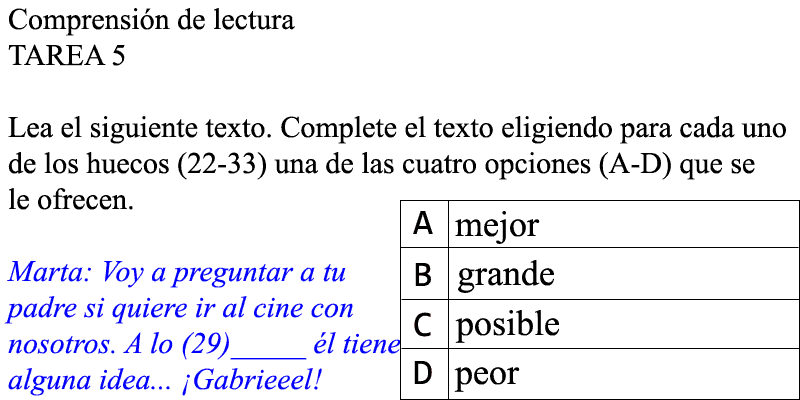 Comprensión de lectura
TAREA 5
Lea el siguiente texto. Complete el texto eligiendo para cada uno
de los huecos (22-33) una de las cuatro opciones (A-D) que se
le ofrecen.
Marta: Voy a preguntar a tu
padre si quiere ir al cine con
nosotros. A lo (29)_____ él tiene
alguna idea... ¡Gabrieeel!
A mejor
B grande
C posible
D peor